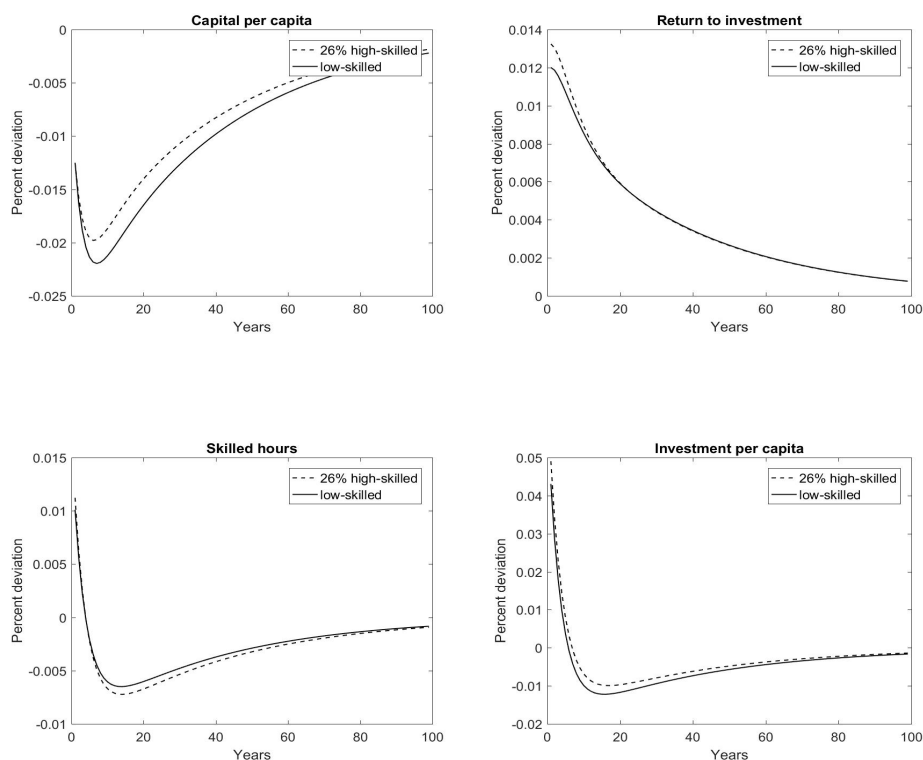 Capital per capita
0
-0.005
-0.01
-0.015
-0.02
-0.025
Percent deviation
26% high-skilled
low-skilled
0 20 40 60 80 100
Years
Return to investment
0.014
0.012
0.01
0.008
0.006
0.004
0.002
0
Percent deviation
26% high-skilled
low-skilled
0 20 40 60 80 100
Years
Skilled hours
0.015
0.01
0.005
0
-0.005
-0.01
Percent deviation
26% high-skilled
low-skilled
0 20 40 60 80 100
Years
Investment per capita
0.05
0.04
0.03
0.02
0.01
0
-0.01
-0.02
Percent deviation
26% high-skilled
low-skilled
0 20 40 60 80 100
Years